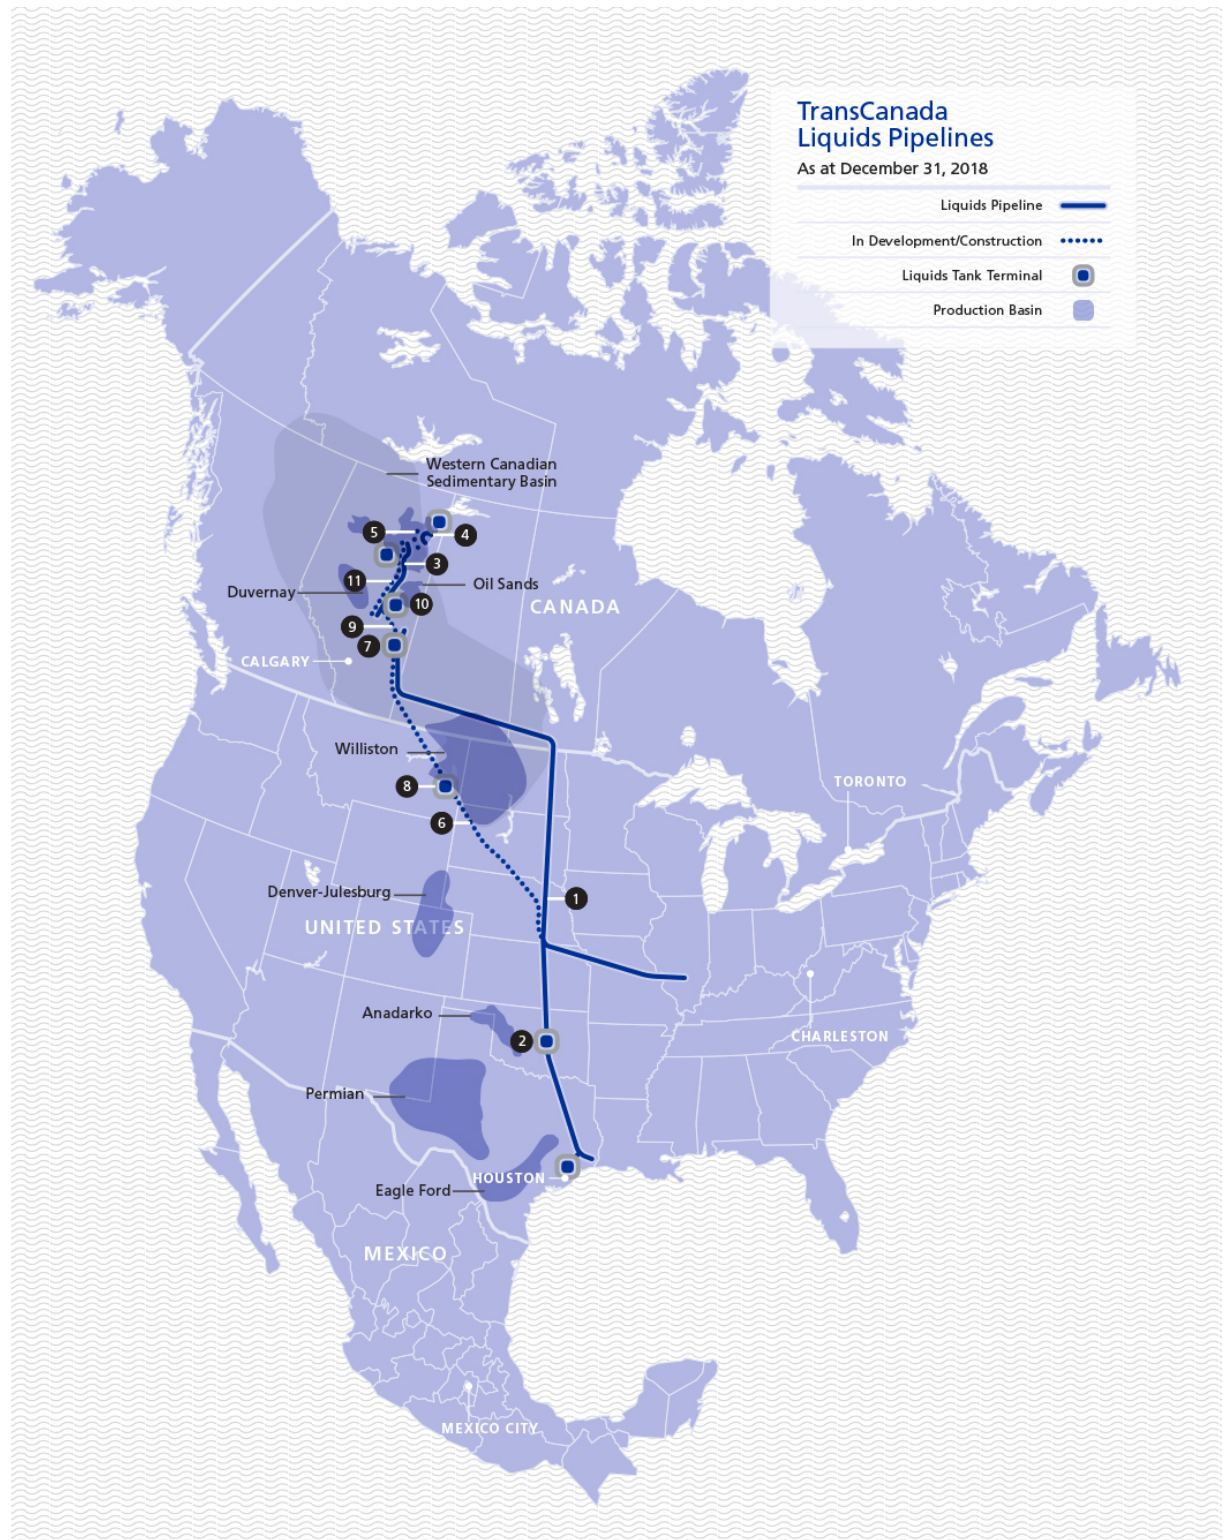 TransCanada
Liquids Pipelines
As at December 31, 2018
Liquids Pipeline
In Development/Construction
Liquids Tank Terminal
Production Basin
Western Canadian
Sedimentary Basin
5
4
3
11
Oil Sands
Duvernay
10
CANADA
9
7
CALGARY
Williston
TORONTO
8
6
Denver-Julesburg
1
UNITED STATES
Anadarko
CHARLESTON
2
Permian
HOUSTON
Eagle Ford
MEXICO
MEXICO CITY